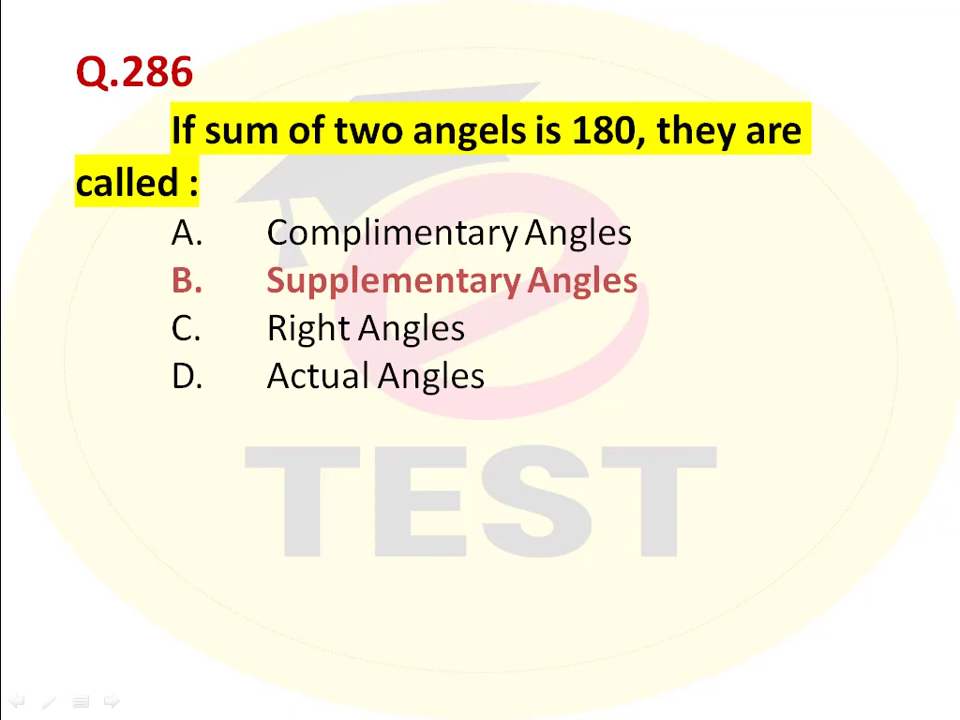 Q.286
If sum of two angels is 180, they are
called :
A. Complimentary Angles
B. Supplementary Angles
C. Right Angles
D. Actual Angles
TEST